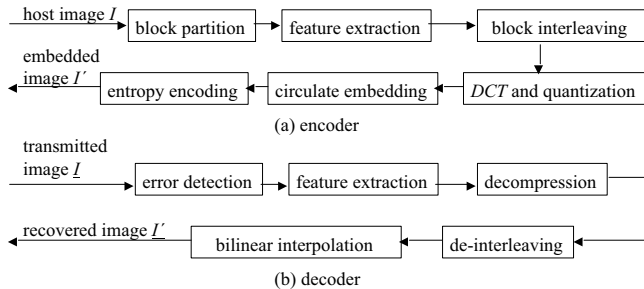 host image I
block partition
feature extraction
block interleaving
embedded
image I′
entropy encoding
circulate embedding
DCT and quantization
(a) encoder
transmitted
image I
error detection
feature extraction
decompression
recovered image I′
bilinear interpolation
de-interleaving
(b) decoder